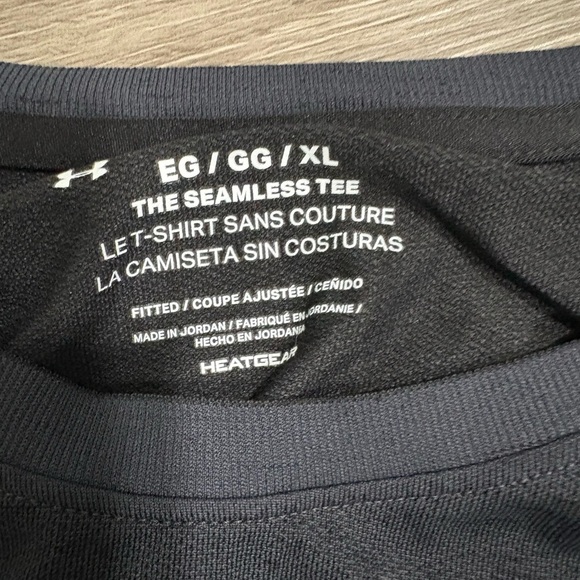 EG / GG / XL
THE SEAMLESS TEE
LE T-SHIRT SANS COUTURE
LA CAMISETA SIN COSTURAS
FITTED / COUPE AJUSTÉE / CEÑIDO
MADE IN JORDAN / FABRIQUÉ EN JORDANIE /
HECHO EN JORDANIA
HEATGEAR